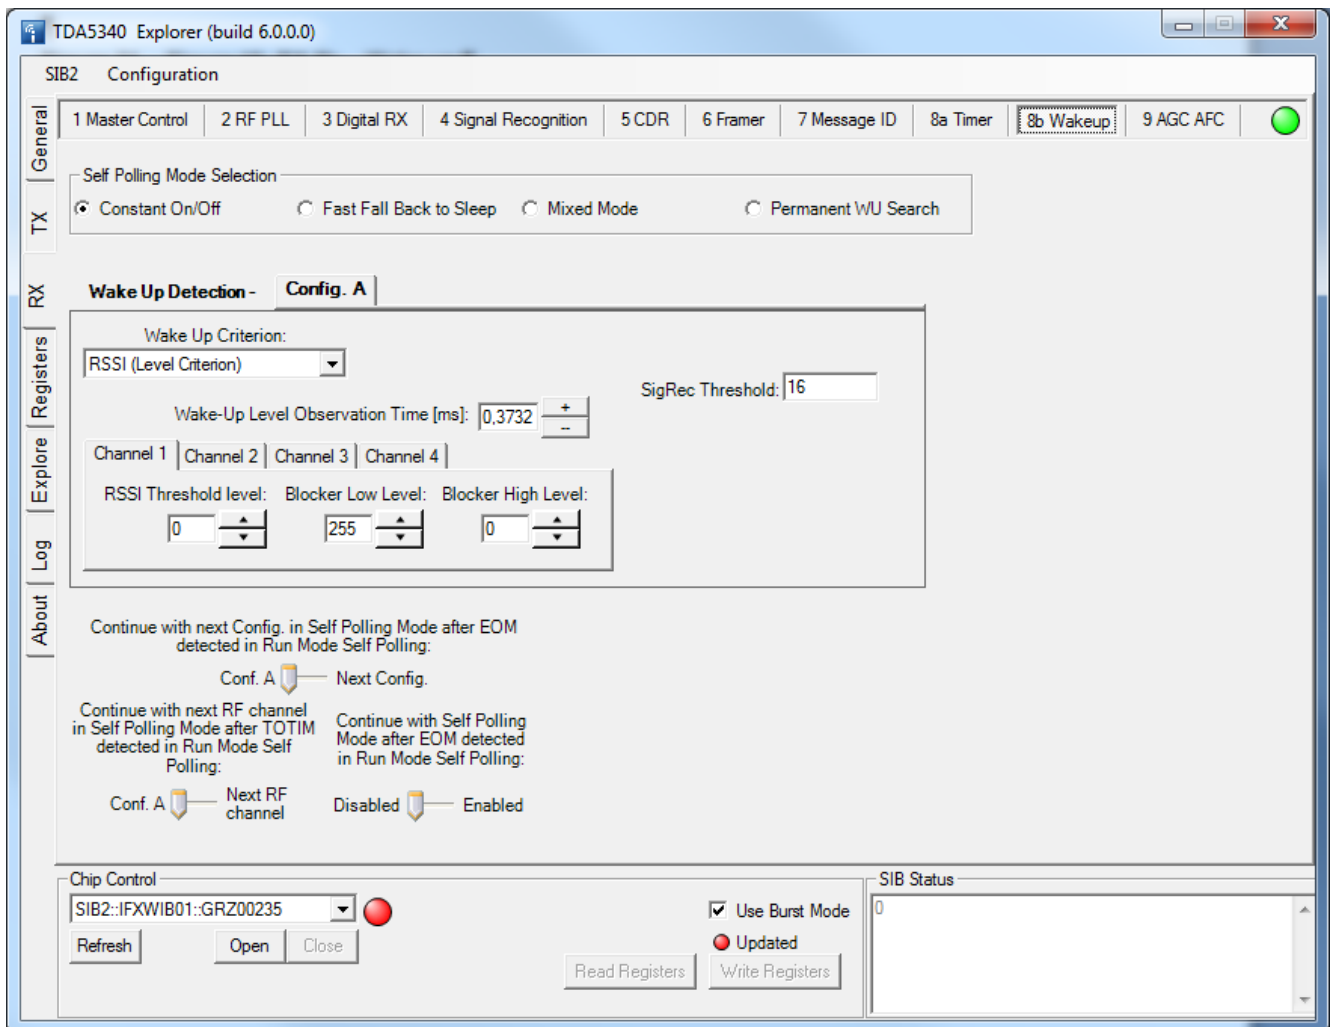 TDA5340 Explorer (build 6.0.0.0)
SIB2 Configuration
General
TX
RX
Registers
Explore
Log
About
1 Master Control 2 RF PLL 3 Digital RX 4 Signal Recognition 5 CDR 6 Framer 7 Message ID 8a Timer 8b Wakeup 9 AGC AFC
Self Polling Mode Selection
Constant On/Off Fast Fall Back to Sleep Mixed Mode Permanent WU Search
Wake Up Detection - Config. A
Wake Up Criterion:
RSSI (Level Criterion)
SigRec Threshold: 16
Wake-Up Level Observation Time [ms]: 0,3732 + –
Channel 1 Channel 2 Channel 3 Channel 4
RSSI Threshold level: Blocker Low Level: Blocker High Level:
0 255 0
Continue with next Config. in Self Polling Mode after EOM
detected in Run Mode Self Polling:
Conf. A Next Config.
Continue with next RF channel
in Self Polling Mode after TOTIM
detected in Run Mode Self
Polling:
Conf. A Next RF
channel
Continue with Self Polling
Mode after EOM detected
in Run Mode Self Polling:
Disabled Enabled
Chip Control
SIB2::IFXWIB01::GRZ00235
Refresh Open Close
Use Burst Mode
Updated
Read Registers Write Registers
SIB Status
0